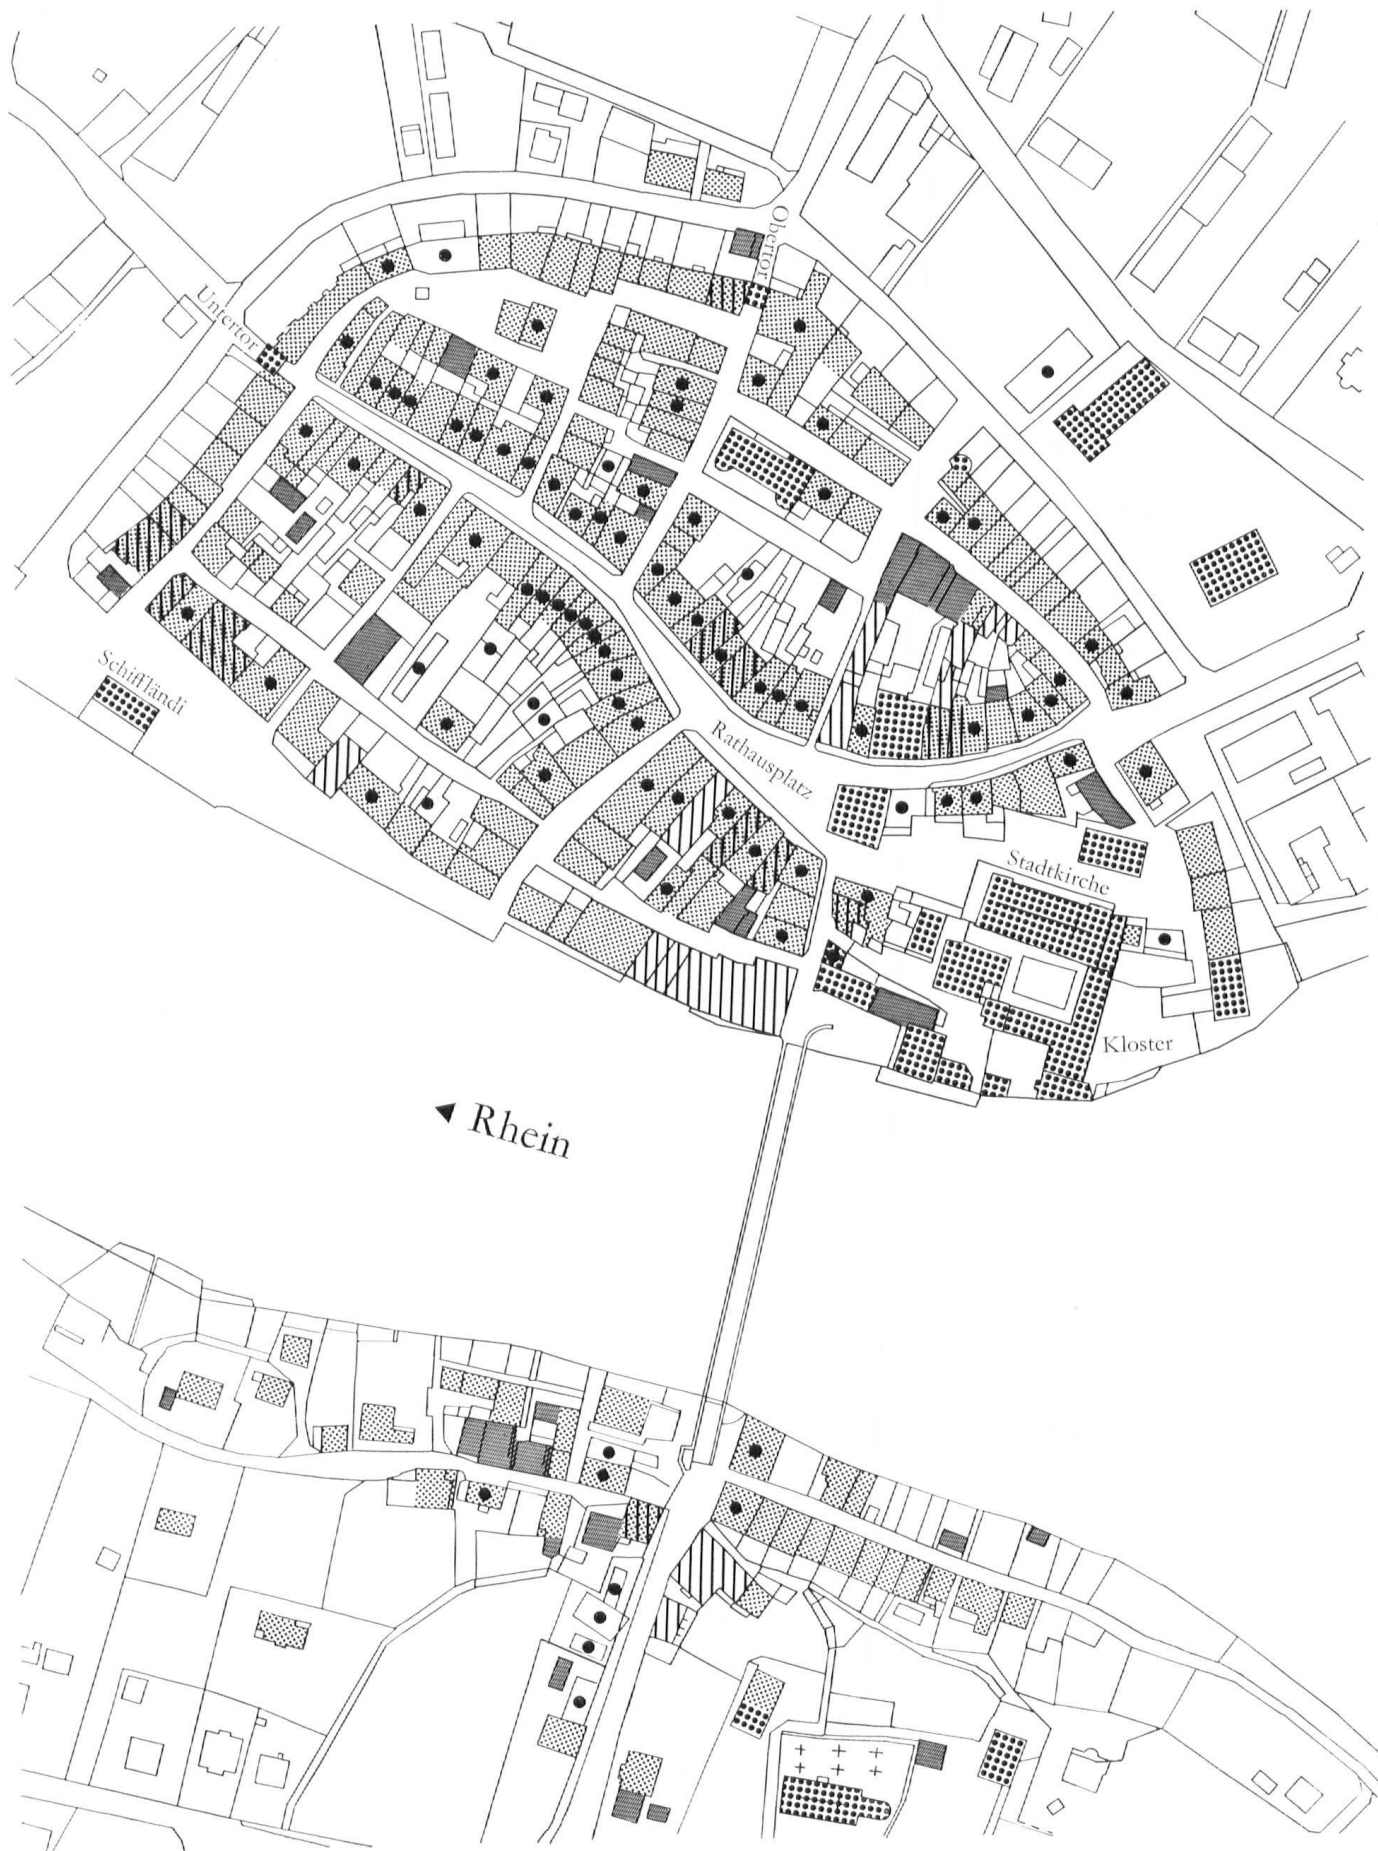 Obertor
Untertor
Schiffländi
Rathausplatz
Stadtkirche
Kloster
Rhein